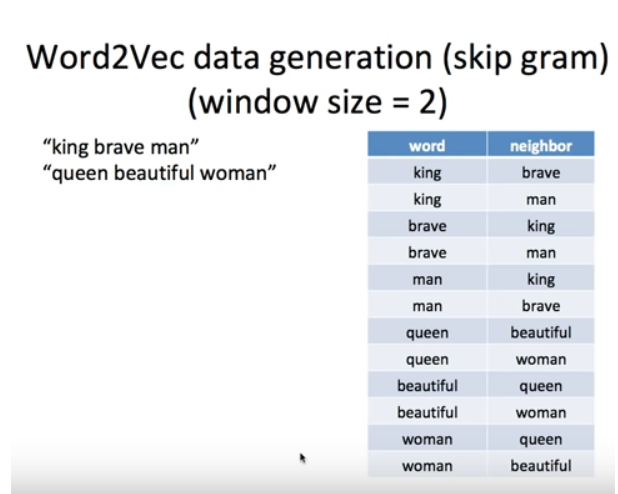 Word2Vec data generation (skip gram)
(window size = 2)
“king brave man”
“queen beautiful woman”
word neighbor
king brave
king man
brave king
brave man
man king
man brave
queen beautiful
queen woman
beautiful queen
beautiful woman
woman queen
woman beautiful